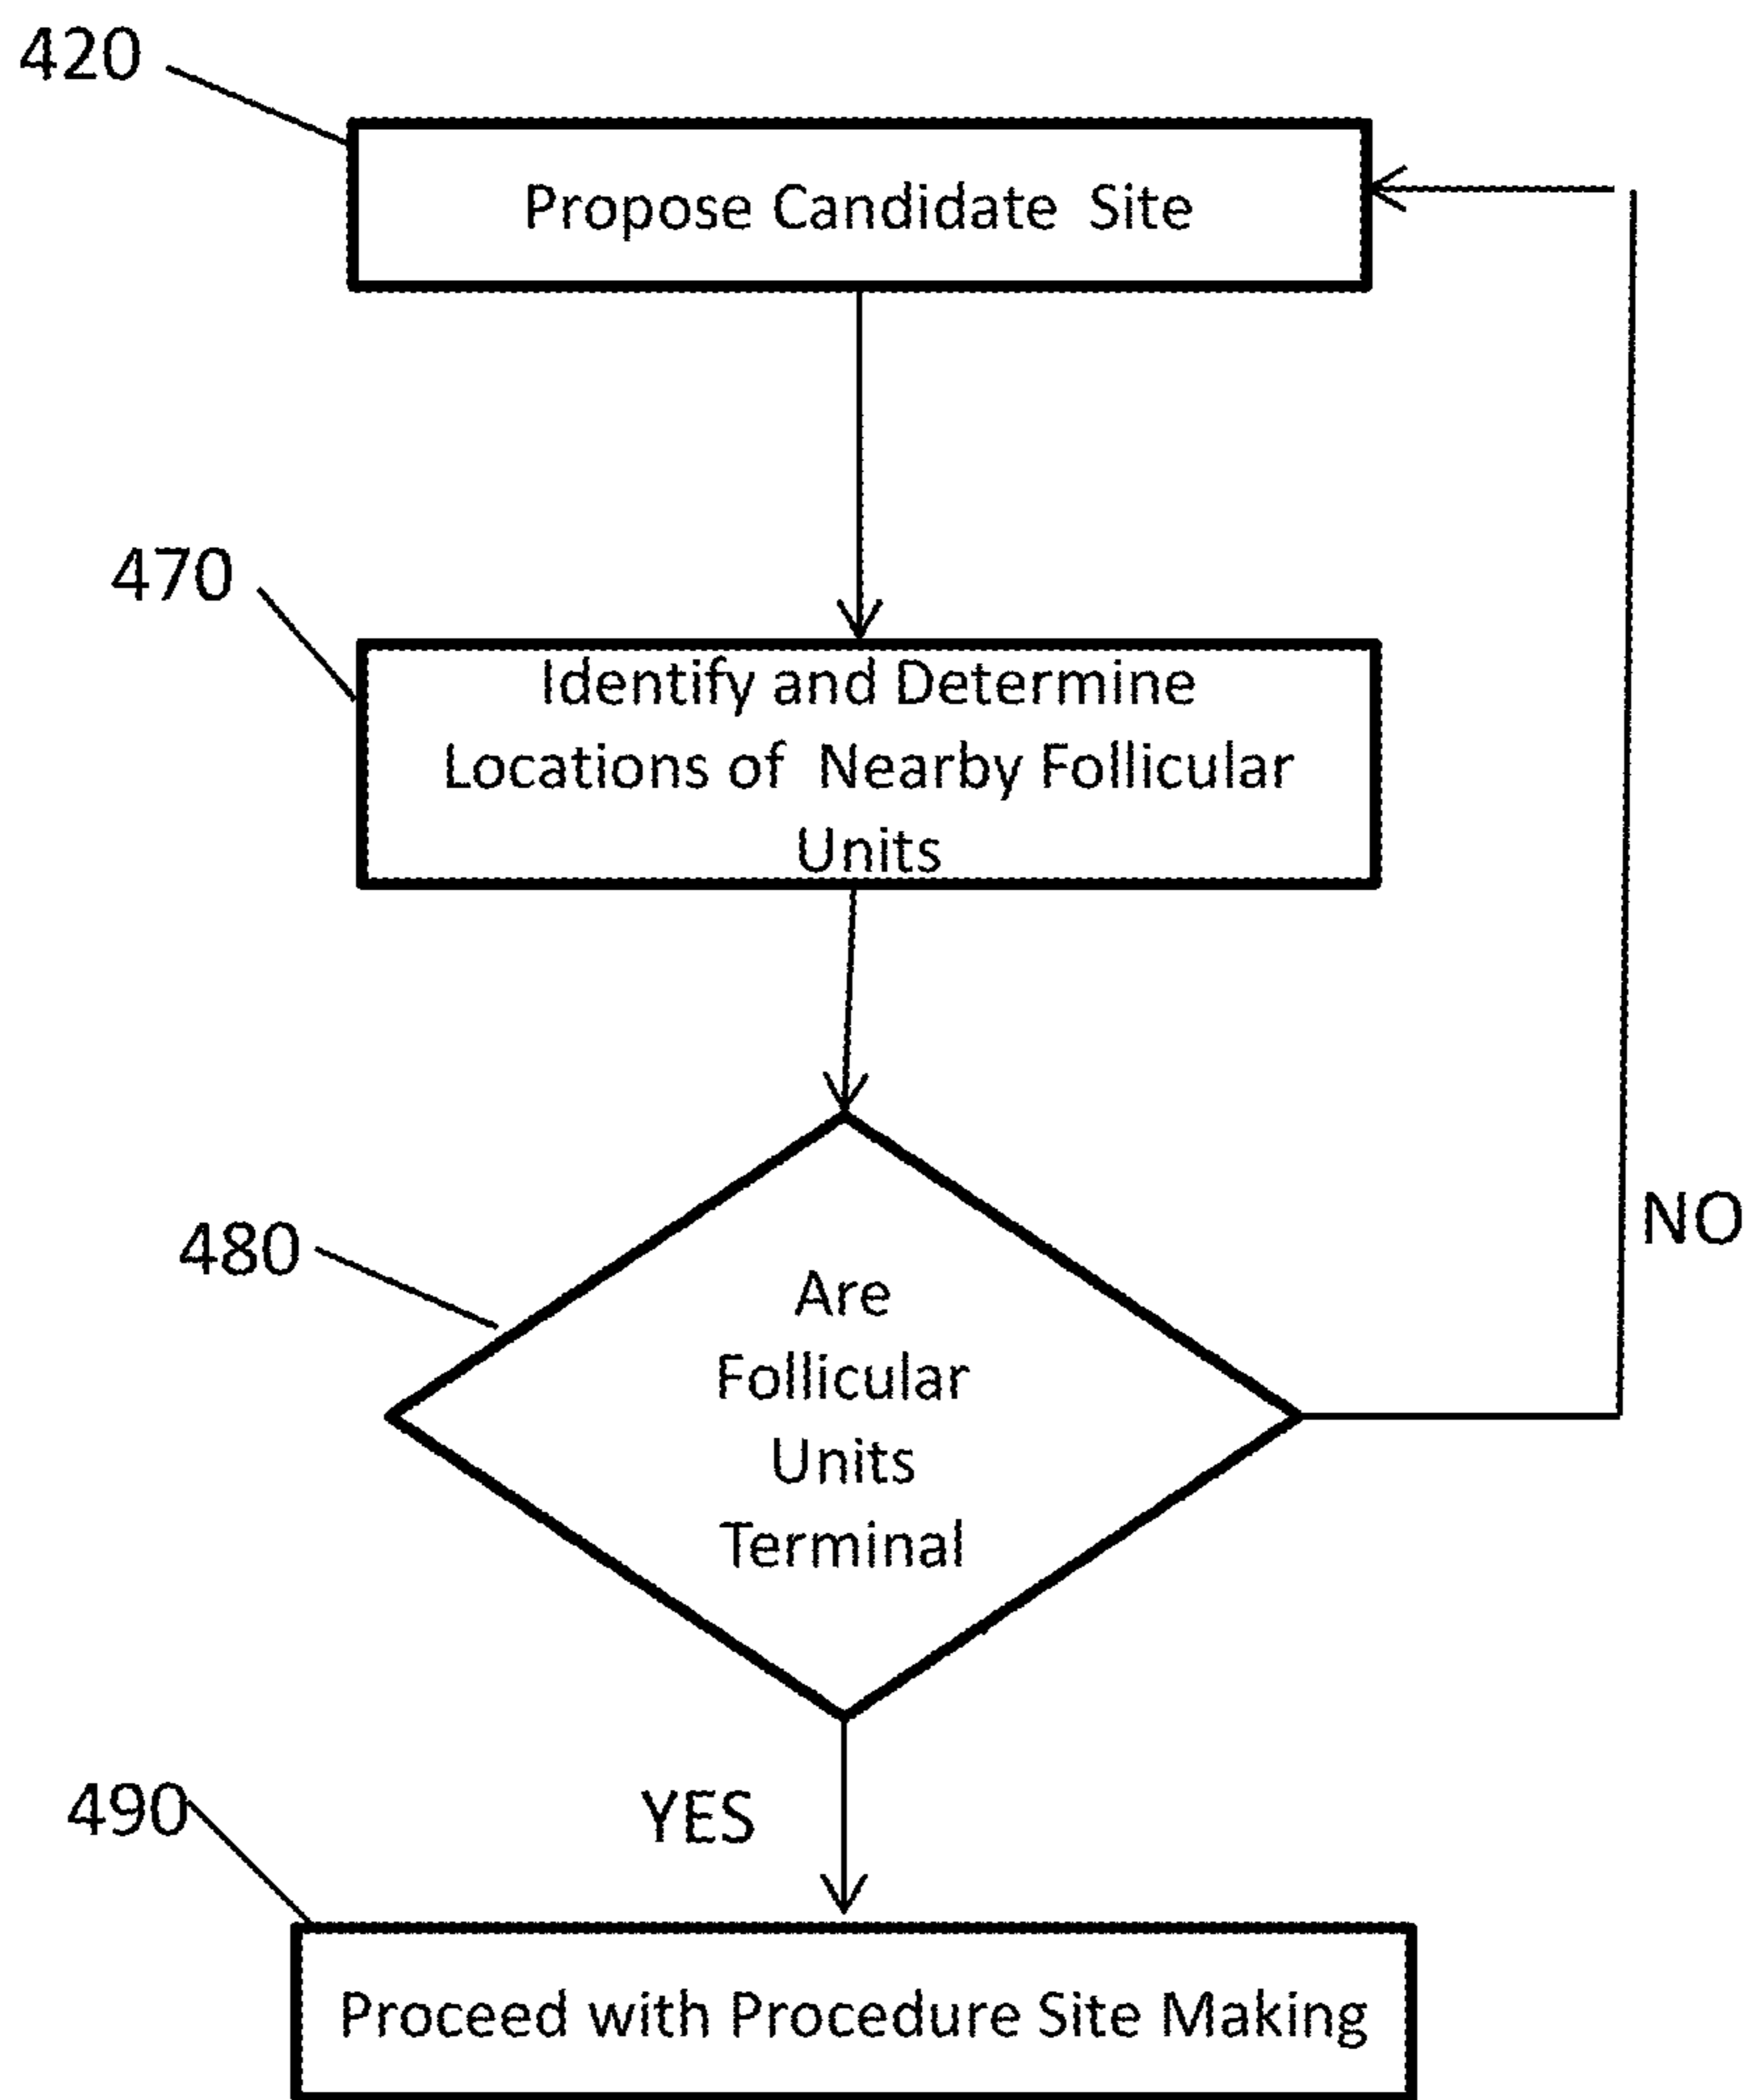 420
Propose Candidate Site
470
Identify and Determine
Locations of Nearby Follicular
Units
480
Are
Follicular
Units
Terminal
NO
YES
490
Proceed with Procedure Site Making